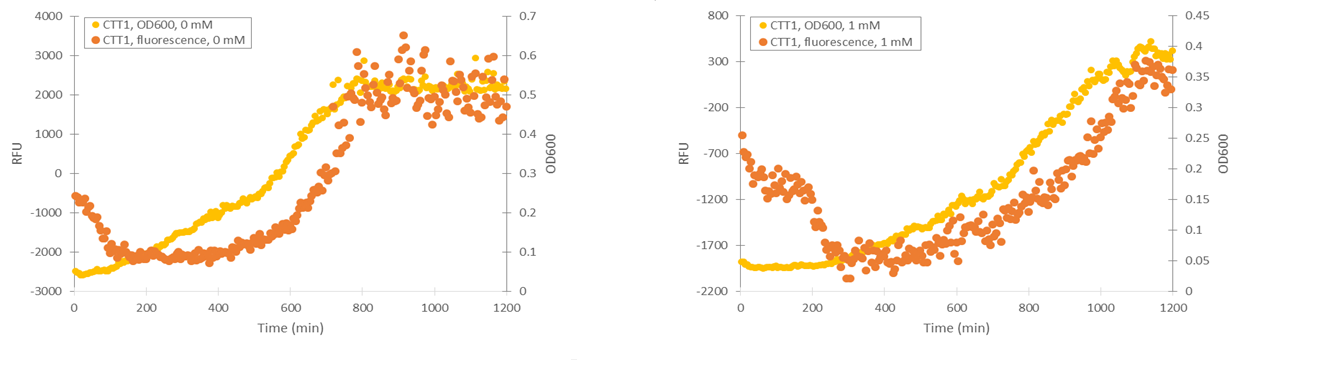 4000
3000
2000
1000
0
-1000
-2000
-3000
RFU
CTT1, OD600, 0 mM
CTT1, fluorescence, 0 mM
0.7
0.6
0.5
0.4
0.3
0.2
0.1
0
OD600
0 200 400 600 800 1000 1200
Time (min)
800
300
-200
-700
-1200
-1700
-2200
RFU
CTT1, OD600, 1 mM
CTT1, fluorescence, 1 mM
0.45
0.4
0.35
0.3
0.25
0.2
0.15
0.1
0.05
0
OD600
0 200 400 600 800 1000 1200
Time (min)